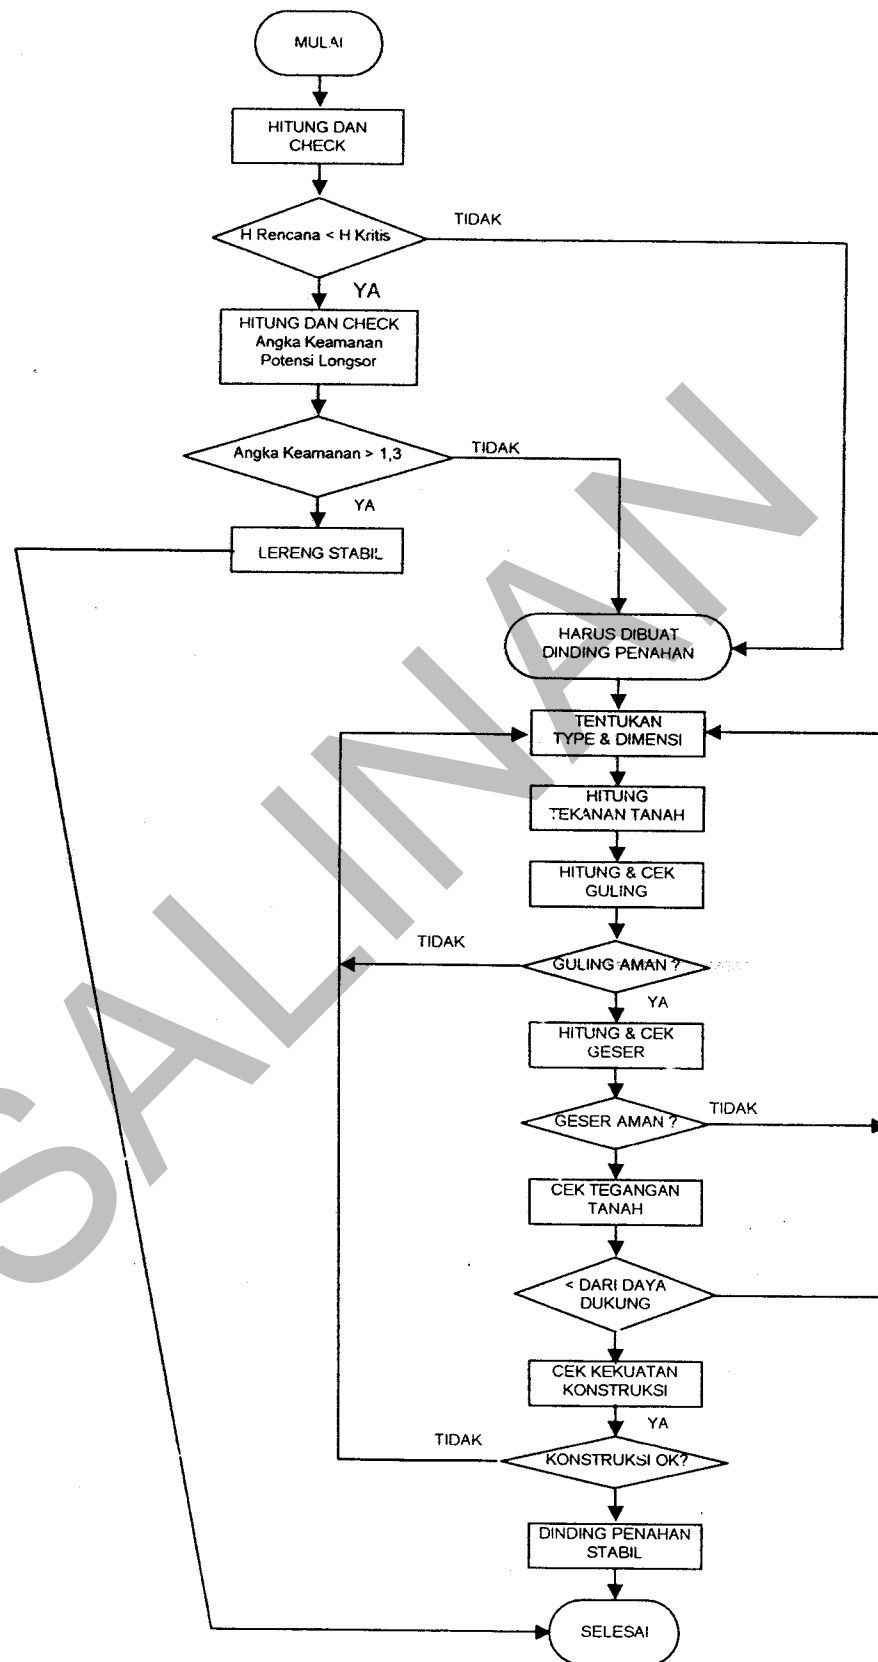 MULAI
HITUNG DAN
CHECK
H Rencana < H Kritis
TIDAK
YA
HITUNG DAN CHECK
Angka Keamanan
Potensi Longsor
Angka Keamanan > 1,3
TIDAK
YA
LERENG STABIL
HARUS DIBUAT
DINDING PENAHAN
TENTUKAN
TYPE & DIMENSI
HITUNG
TEKANAN TANAH
HITUNG & CEK
GULING
TIDAK
GULING AMAN ?
YA
HITUNG & CEK
GESER
GESER AMAN ?
TIDAK
CEK TEGANGAN
TANAH
< DARI DAYA
DUKUNG
CEK KEKUATAN
KONSTRUKSI
YA
TIDAK
KONSTRUKSI OK?
DINDING PENAHAN
STABIL
SELESAI
SALINAN